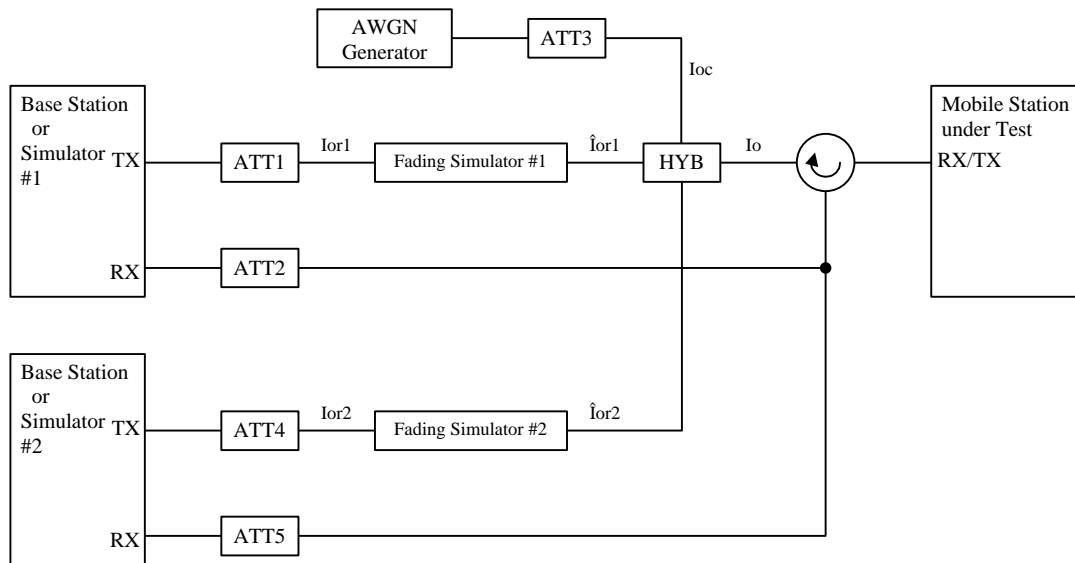 AWGN
Generator
ATT3
Ioc
Base Station
or
Simulator
#1
TX
ATT1
Ior1
Fading Simulator #1
Îor1
HYB
Io
Mobile Station
under Test
RX/TX
RX
ATT2
Base Station
or
Simulator
#2
TX
ATT4
Ior2
Fading Simulator #2
Îor2
RX
ATT5